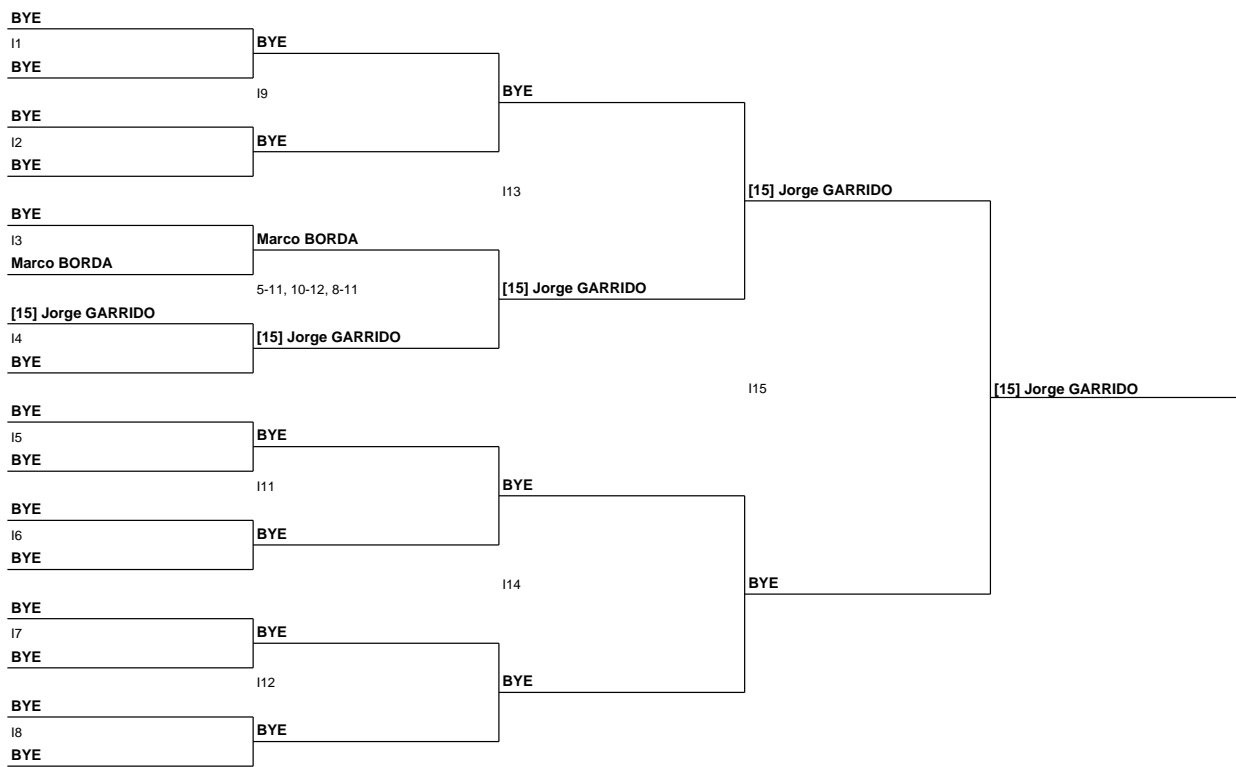 BYE
I1
BYE
BYE
I9
BYE
BYE
I2
BYE
BYE
I13
[15] Jorge GARRIDO
BYE
I3
Marco BORDA
Marco BORDA
5-11, 10-12, 8-11
[15] Jorge GARRIDO
[15] Jorge GARRIDO
I4
[15] Jorge GARRIDO
BYE
I15
[15] Jorge GARRIDO
BYE
I5
BYE
BYE
I11
BYE
BYE
I6
BYE
BYE
I14
BYE
BYE
I7
BYE
BYE
I12
BYE
BYE
I8
BYE
BYE